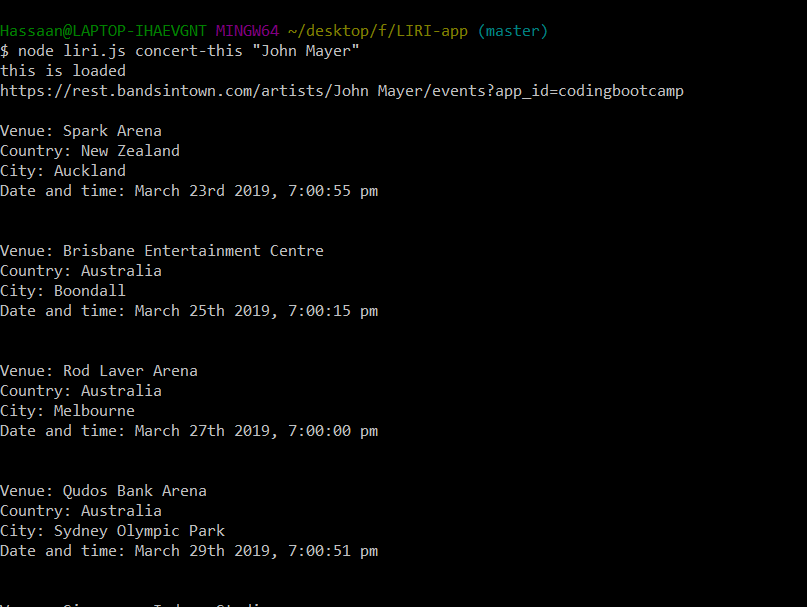 Hassaan@LAPTOP-IHAEVGNT MINGW64 ~/desktop/f/LIRI-app (master)
$ node liri.js concert-this "John Mayer"
this is loaded
https://rest.bandsintown.com/artists/John Mayer/events?app_id=codingbootcamp
Venue: Spark Arena
Country: New Zealand
City: Auckland
Date and time: March 23rd 2019, 7:00:55 pm
Venue: Brisbane Entertainment Centre
Country: Australia
City: Boondall
Date and time: March 25th 2019, 7:00:15 pm
Venue: Rod Laver Arena
Country: Australia
City: Melbourne
Date and time: March 27th 2019, 7:00:00 pm
Venue: Qudos Bank Arena
Country: Australia
City: Sydney Olympic Park
Date and time: March 29th 2019, 7:00:51 pm